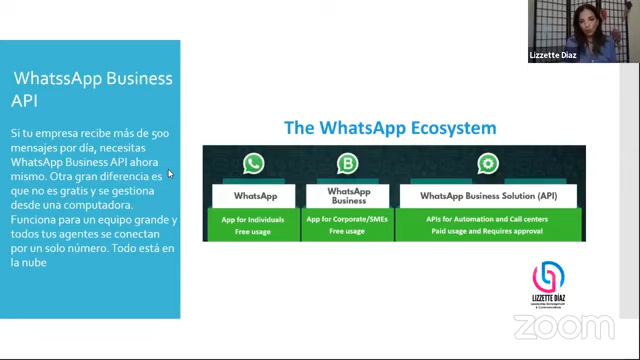 Lizzette Díaz
WhatssApp Business
API
Si tu empresa recibe más de 500
mensajes por día, necesitas
WhatsApp Business API ahora
mismo. Otra gran diferencia es
que no es gratis y se gestiona
desde una computadora.
Funciona para un equipo grande y
todos tus agentes se conectan
por un solo número. Todo está en
la nube
The WhatsApp Ecosystem
WhatsApp
App for Individuals
Free usage
B
WhatsApp
Business
App for Corporate/SMEs
Free usage
WhatsApp Business Solution (API)
APIs for Automation and Call centers
Paid usage and Requires approval
LIZZETTE DÍAZ
zoom